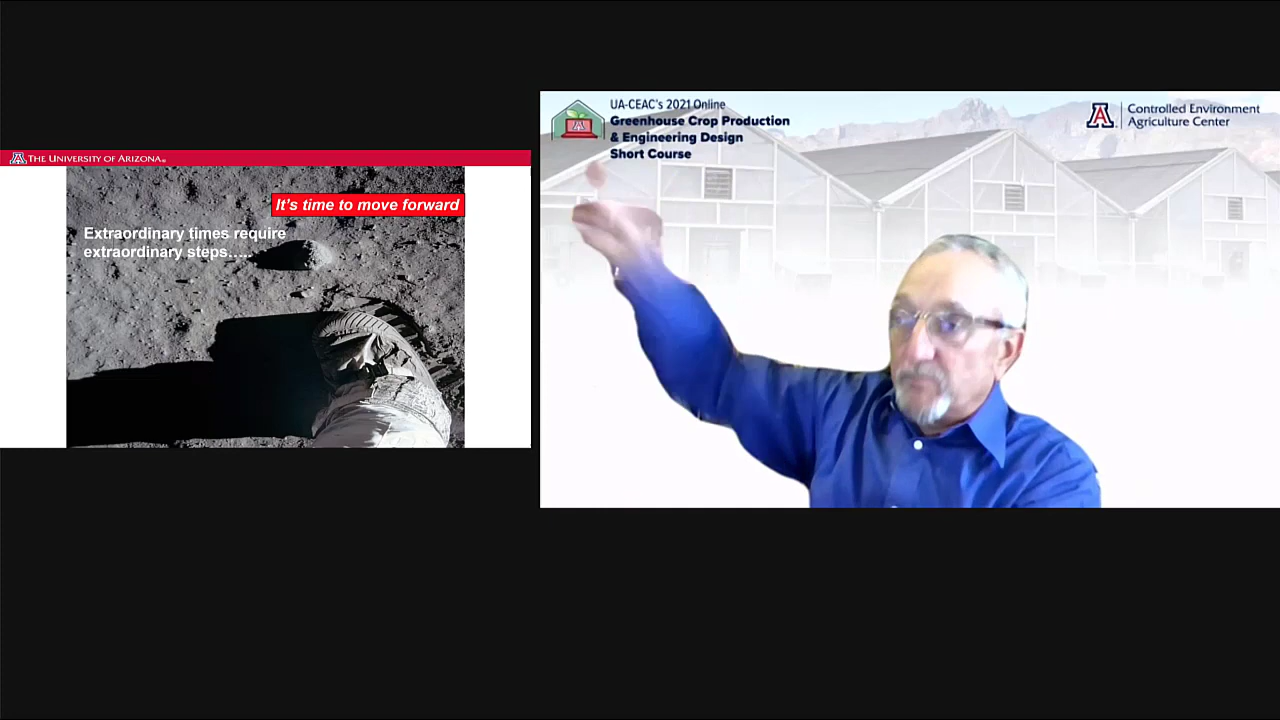 THE UNIVERSITY OF ARIZONA®
It's time to move forward
Extraordinary times require
extraordinary steps.....
UA-CEAC's 2021 Online
Greenhouse Crop Production
& Engineering Design
Short Course
A
Controlled Environment
Agriculture Center